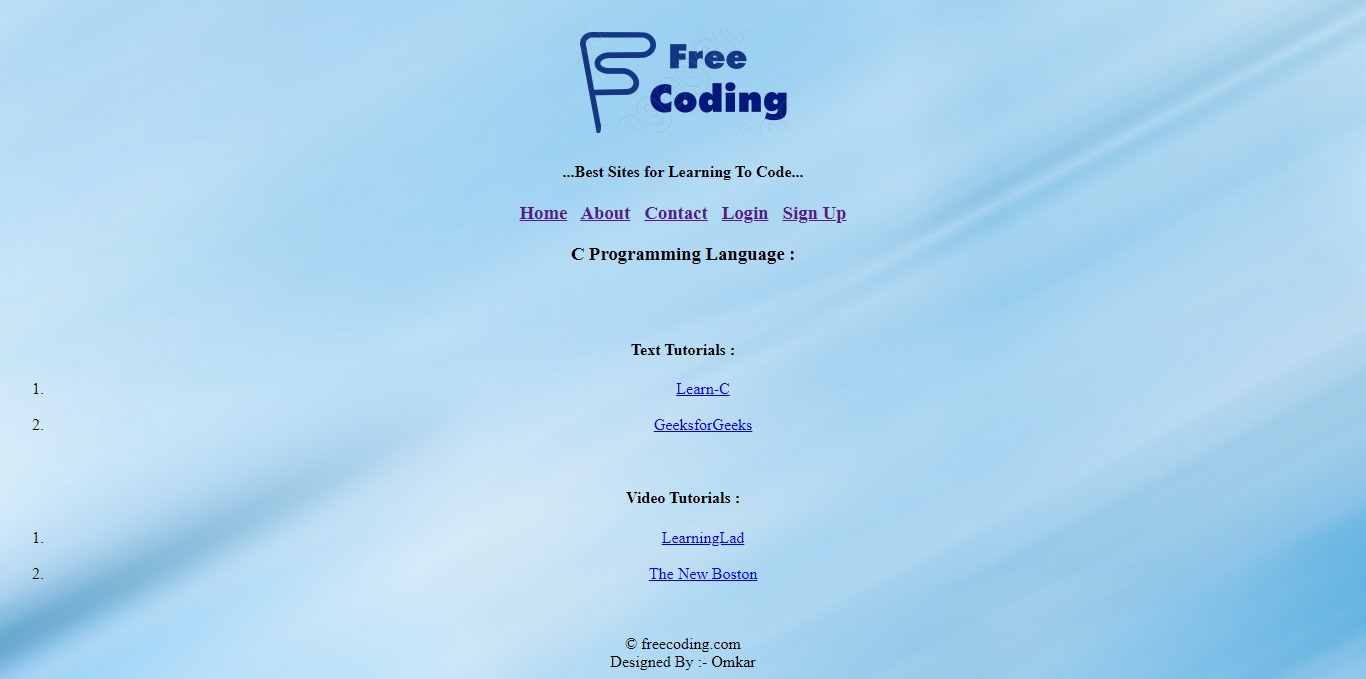 Free
Coding
...Best Sites for Learning To Code...
Home About Contact Login Sign Up
C Programming Language :
Text Tutorials :
1. Learn-C
2. GeeksforGeeks
Video Tutorials :
1. LearningLad
2. The New Boston
© freecoding.com
Designed By :- Omkar